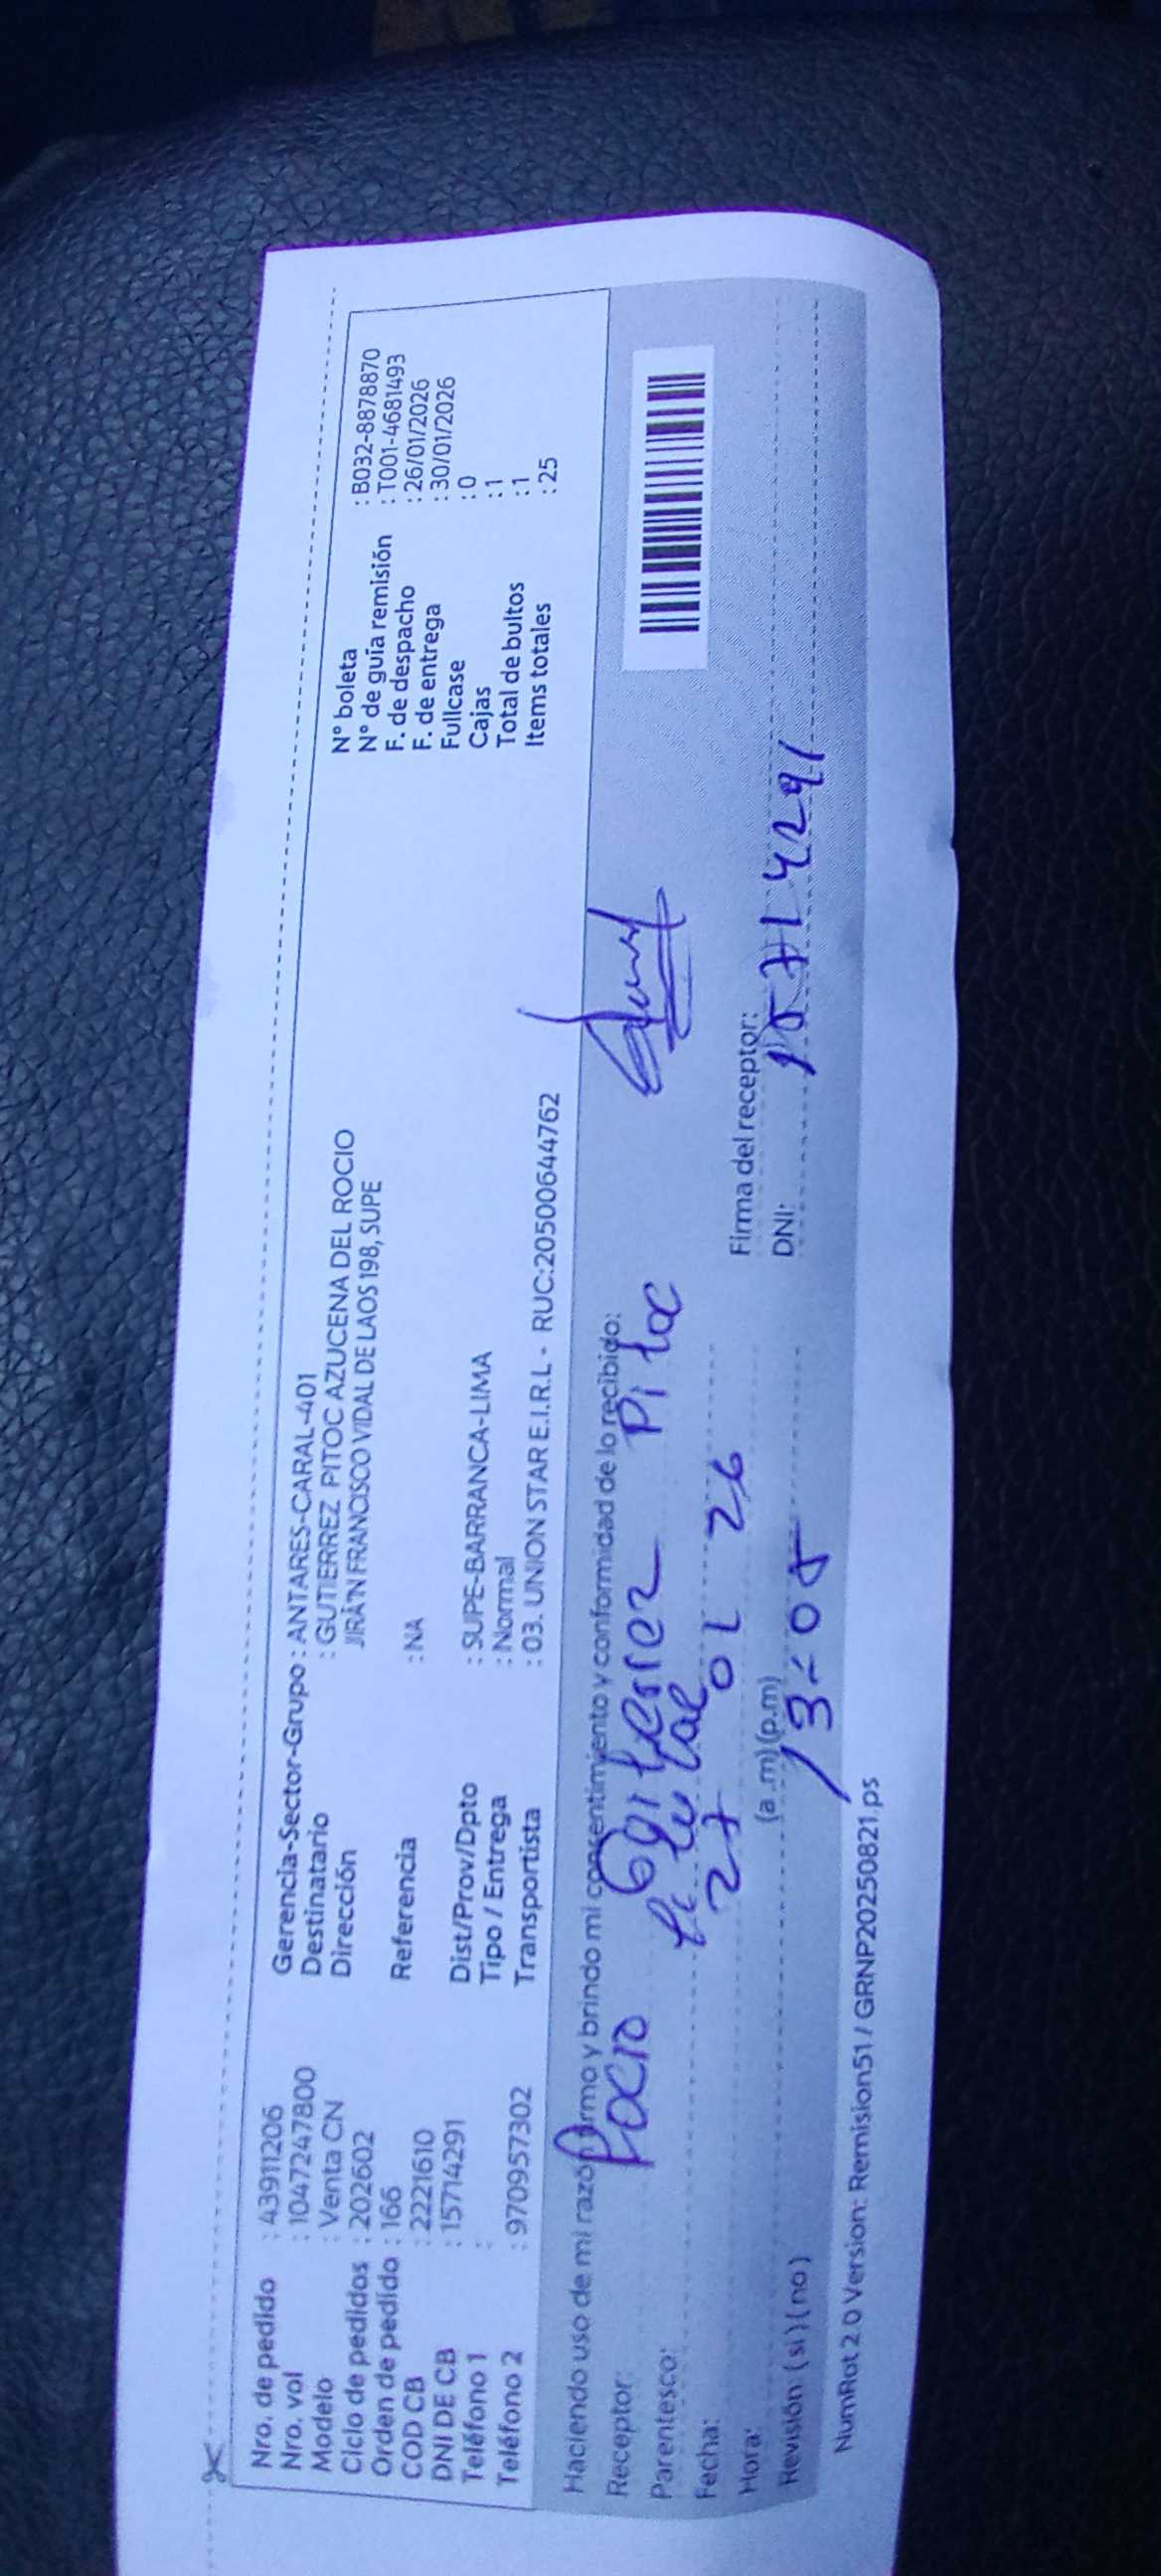 Nro. de pedido : 43911206
Nro. vol : 1047247800
Modelo : Venta CN
Ciclo de pedidos : 202602
Orden de pedido : 166
COD CB : 2221610
DNI DE CB : 15714291
Teléfono 1 :
Teléfono 2 : 970957302
Gerencia-Sector-Grupo : ANTARES-CARAL-401
Destinatario : GUTIERREZ PITOC AZUCENA DEL ROCIO
Dirección JIRÃ'N FRANCISCO VIDAL DE LAOS 198, SUPE
Referencia : NA
Dist/Prov/Dpto : SUPE-BARRANCA-LIMA
Tipo / Entrega : Normal
Transportista : 03. UNION STAR E.I.R.L - RUC:20500644762
N° boleta : B032-8878870
N° de guía remisión : T001-4681493
F. de despacho : 26/01/2026
F. de entrega : 30/01/2026
Fullcase : 0
Cajas : 1
Total de bultos : 1
Items totales : 25
Haciendo uso de mi razón firmo y brindo mi consentimiento y conformidad de lo recibido:
Receptor: Rocio Gutierrez Pitoc
Parentesco: titular
Fecha: 27 01 26
Hora: (a .m) (p.m) 13:05
Revisión (si) (no)
Firma del receptor:
DNI: 15714291
NumRot 2.0 Version: Remision51 / GRNP20250821.ps